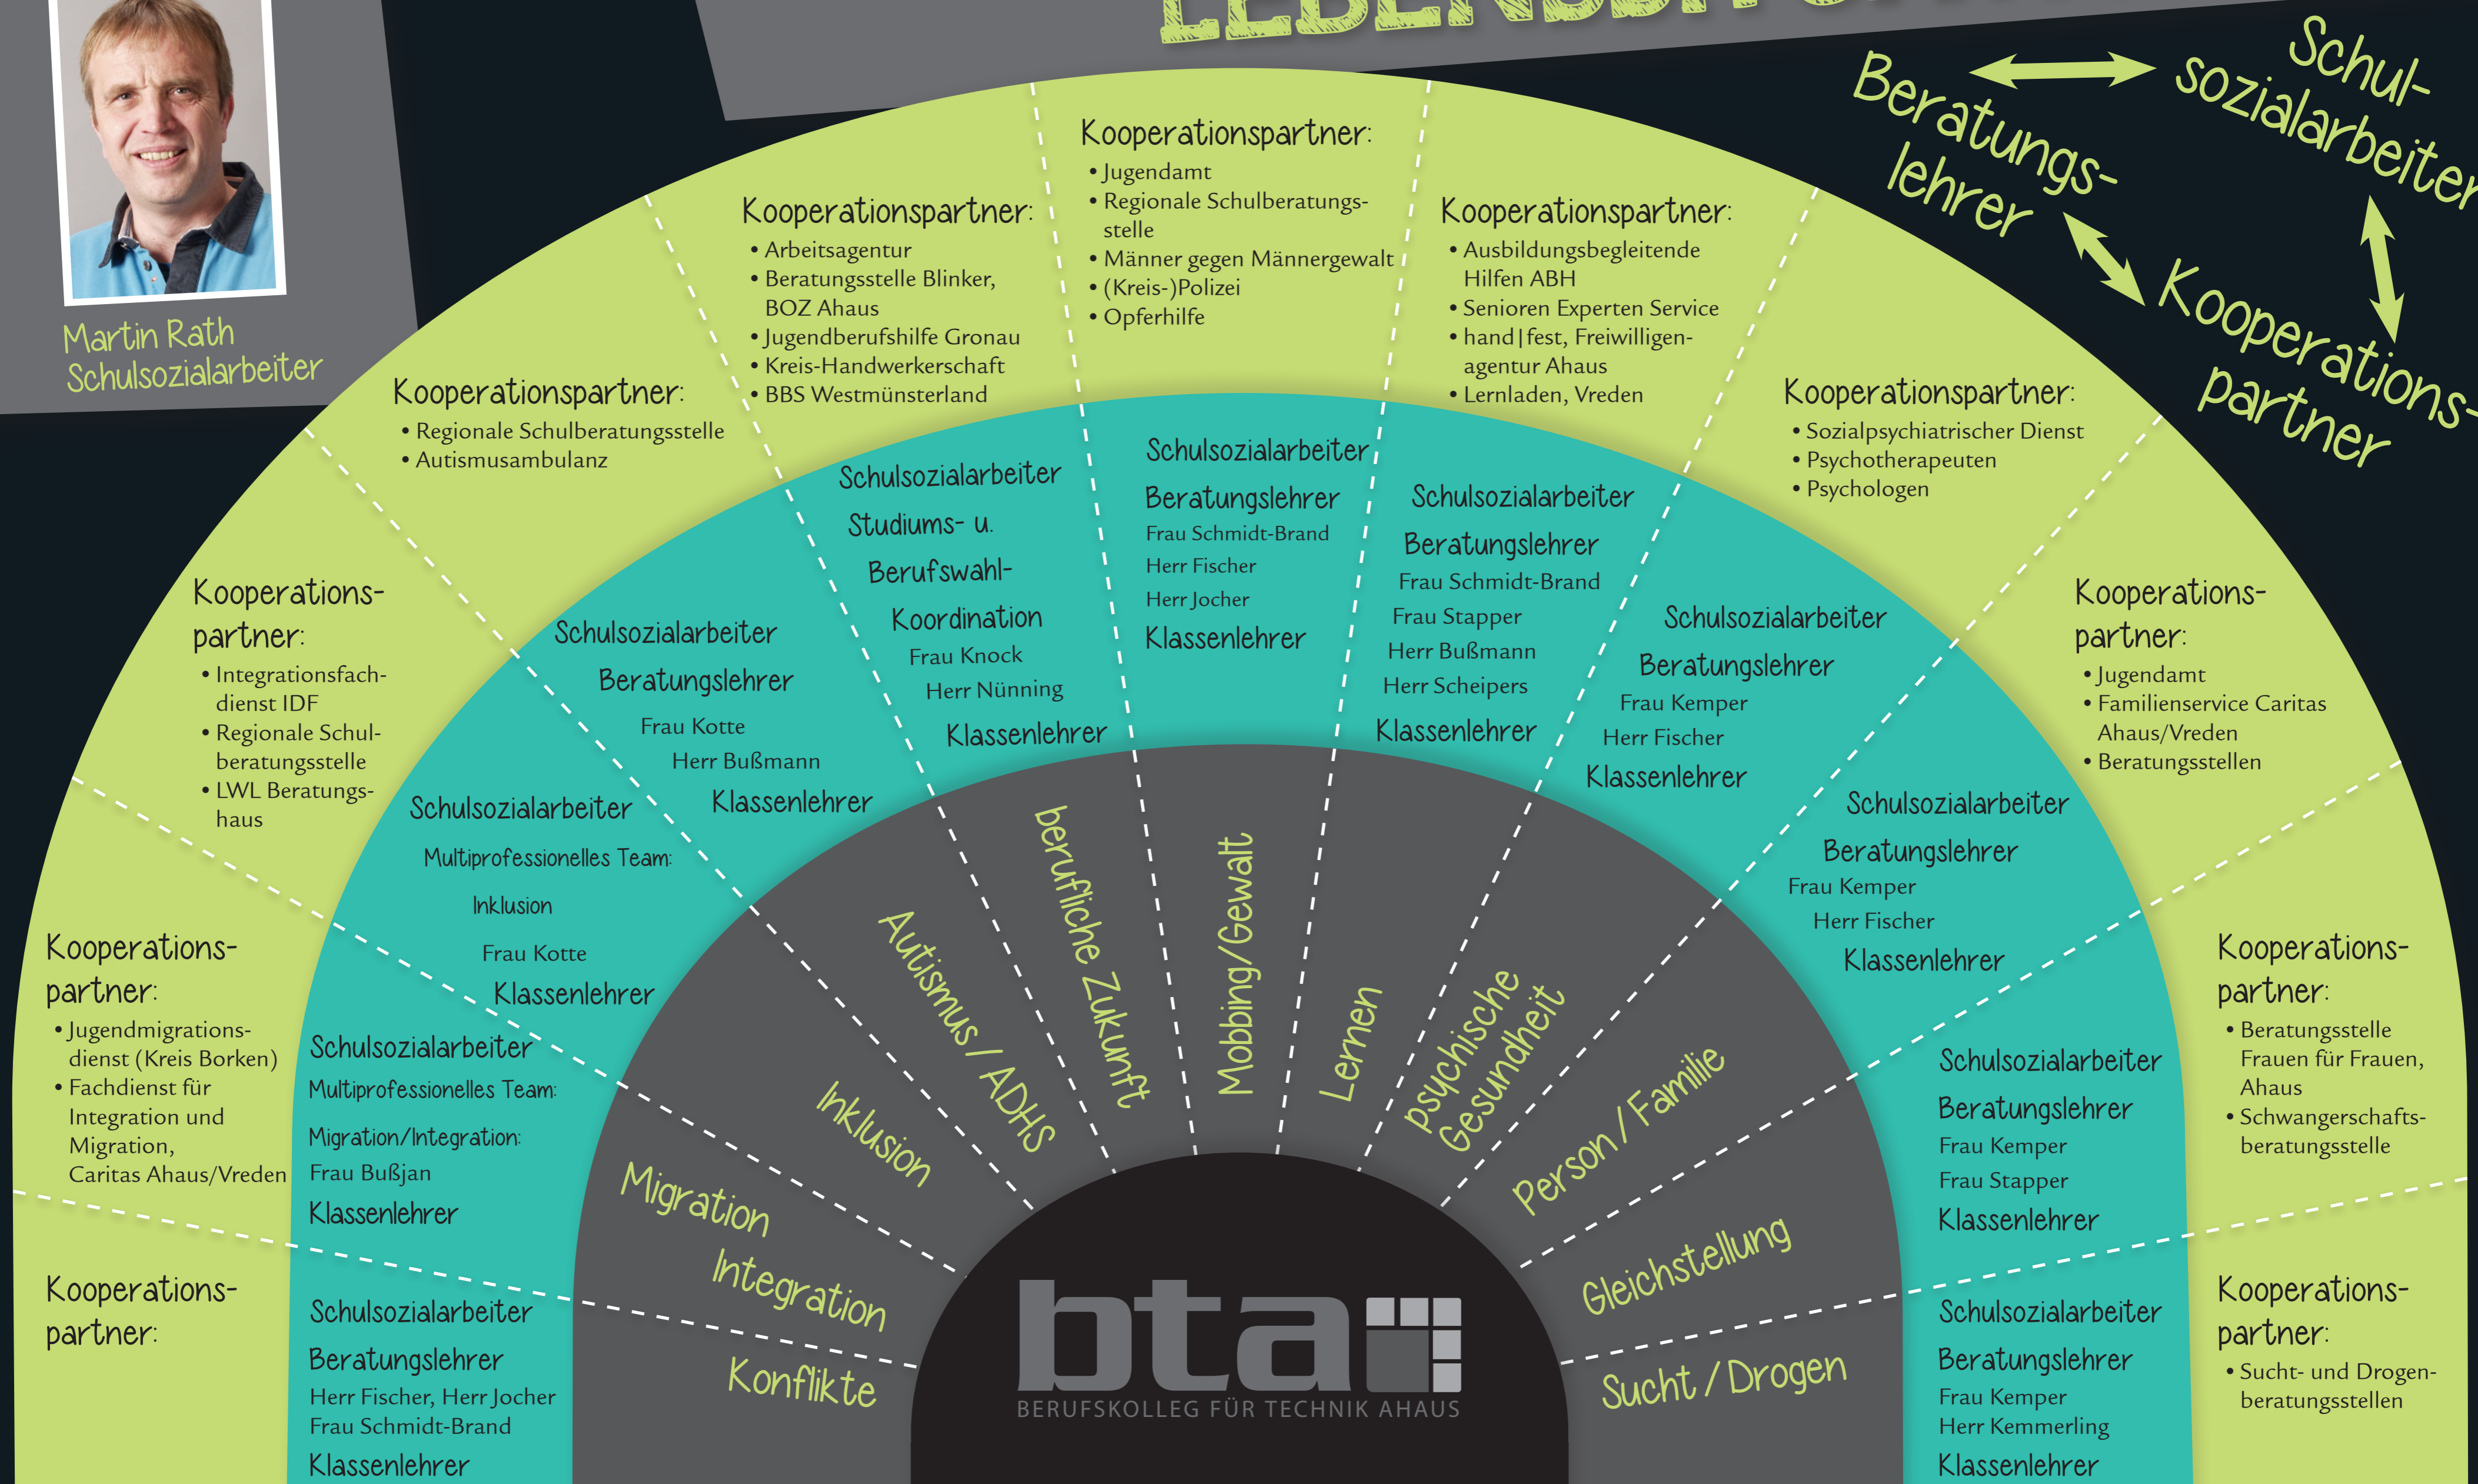 Martin Rath
Schulsozialarbeiter
Beratungs-
lehrer
Schul-
sozialarbeiter
Kooperations-
partner
Kooperations-
partner:
Schulsozialarbeiter
Beratungslehrer
Herr Fischer, Herr Jocher
Frau Schmidt-Brand
Klassenlehrer
Konflikte
Kooperations-
partner:
• Jugendmigrations-
dienst (Kreis Borken)
• Fachdienst für
Integration und
Migration,
Caritas Ahaus/Vreden
Schulsozialarbeiter
Multiprofessionelles Team:
Migration/Integration:
Frau Bußjan
Klassenlehrer
Migration
Integration
Kooperations-
partner:
• Integrationsfach-
dienst IDF
• Regionale Schul-
beratungsstelle
• LWL Beratungs-
haus
Schulsozialarbeiter
Multiprofessionelles Team:
Inklusion
Frau Kotte
Klassenlehrer
Inklusion
Kooperationspartner:
• Regionale Schulberatungsstelle
• Autismusambulanz
Schulsozialarbeiter
Beratungslehrer
Frau Kotte
Herr Bußmann
Klassenlehrer
Autismus / ADHS
Kooperationspartner:
• Arbeitsagentur
• Beratungsstelle Blinker,
BOZ Ahaus
• Jugendberufshilfe Gronau
• Kreis-Handwerkerschaft
• BBS Westmünsterland
Schulsozialarbeiter
Studiums- u.
Berufswahl-
Koordination
Frau Knock
Herr Nünning
Klassenlehrer
berufliche Zukunft
Kooperationspartner:
• Jugendamt
• Regionale Schulberatungs-
stelle
• Männer gegen Männergewalt
• (Kreis-)Polizei
• Opferhilfe
Schulsozialarbeiter
Beratungslehrer
Frau Schmidt-Brand
Herr Fischer
Herr Jocher
Klassenlehrer
Mobbing/Gewalt
Kooperationspartner:
• Ausbildungsbegleitende
Hilfen ABH
• Senioren Experten Service
• hand|fest, Freiwilligen-
agentur Ahaus
• Lernladen, Vreden
Schulsozialarbeiter
Beratungslehrer
Frau Schmidt-Brand
Frau Stapper
Herr Bußmann
Herr Scheipers
Klassenlehrer
Lernen
Kooperationspartner:
• Sozialpsychiatrischer Dienst
• Psychotherapeuten
• Psychologen
Schulsozialarbeiter
Beratungslehrer
Frau Kemper
Herr Fischer
Klassenlehrer
psychische
Gesundheit
Kooperations-
partner:
• Jugendamt
• Familienservice Caritas
Ahaus/Vreden
• Beratungsstellen
Schulsozialarbeiter
Beratungslehrer
Frau Kemper
Herr Fischer
Klassenlehrer
Person / Familie
Kooperations-
partner:
• Beratungsstelle
Frauen für Frauen,
Ahaus
• Schwangerschafts-
beratungsstelle
Schulsozialarbeiter
Beratungslehrer
Frau Kemper
Frau Stapper
Klassenlehrer
Gleichstellung
Kooperations-
partner:
• Sucht- und Drogen-
beratungsstellen
Schulsozialarbeiter
Beratungslehrer
Frau Kemper
Herr Kemmerling
Klassenlehrer
Sucht / Drogen
bta
BERUFSKOLLEG FÜR TECHNIK AHAUS